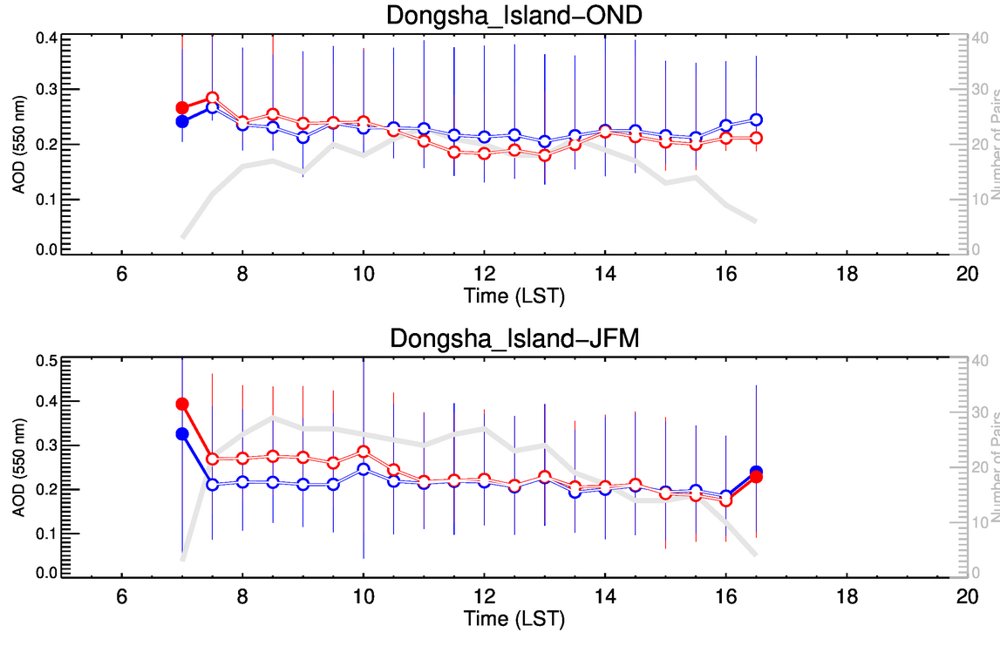 Dongsha_Island−OND
0.4
0.3
0.2
0.1
0.0
AOD (550 nm)
40
30
20
10
0
Number of Pairs
6 8 10 12 14 16 18 20
Time (LST)
Dongsha_Island−JFM
0.5
0.4
0.3
0.2
0.1
0.0
AOD (550 nm)
40
30
20
10
0
Number of Pairs
6 8 10 12 14 16 18 20
Time (LST)